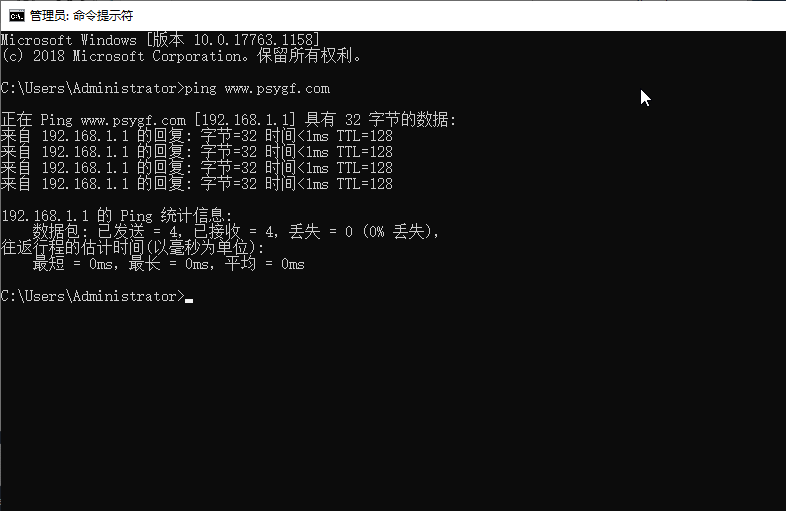 管理员: 命令提示符
Microsoft Windows [版本 10.0.17763.1158]
(c) 2018 Microsoft Corporation。保留所有权利。
C:\Users\Administrator>ping www.psygf.com
正在 Ping www.psygf.com [192.168.1.1] 具有 32 字节的数据:
来自 192.168.1.1 的回复: 字节=32 时间<1ms TTL=128
来自 192.168.1.1 的回复: 字节=32 时间<1ms TTL=128
来自 192.168.1.1 的回复: 字节=32 时间<1ms TTL=128
来自 192.168.1.1 的回复: 字节=32 时间<1ms TTL=128
192.168.1.1 的 Ping 统计信息:
    数据包: 已发送 = 4，已接收 = 4，丢失 = 0 (0% 丢失)，
往返行程的估计时间(以毫秒为单位):
    最短 = 0ms，最长 = 0ms，平均 = 0ms
C:\Users\Administrator>